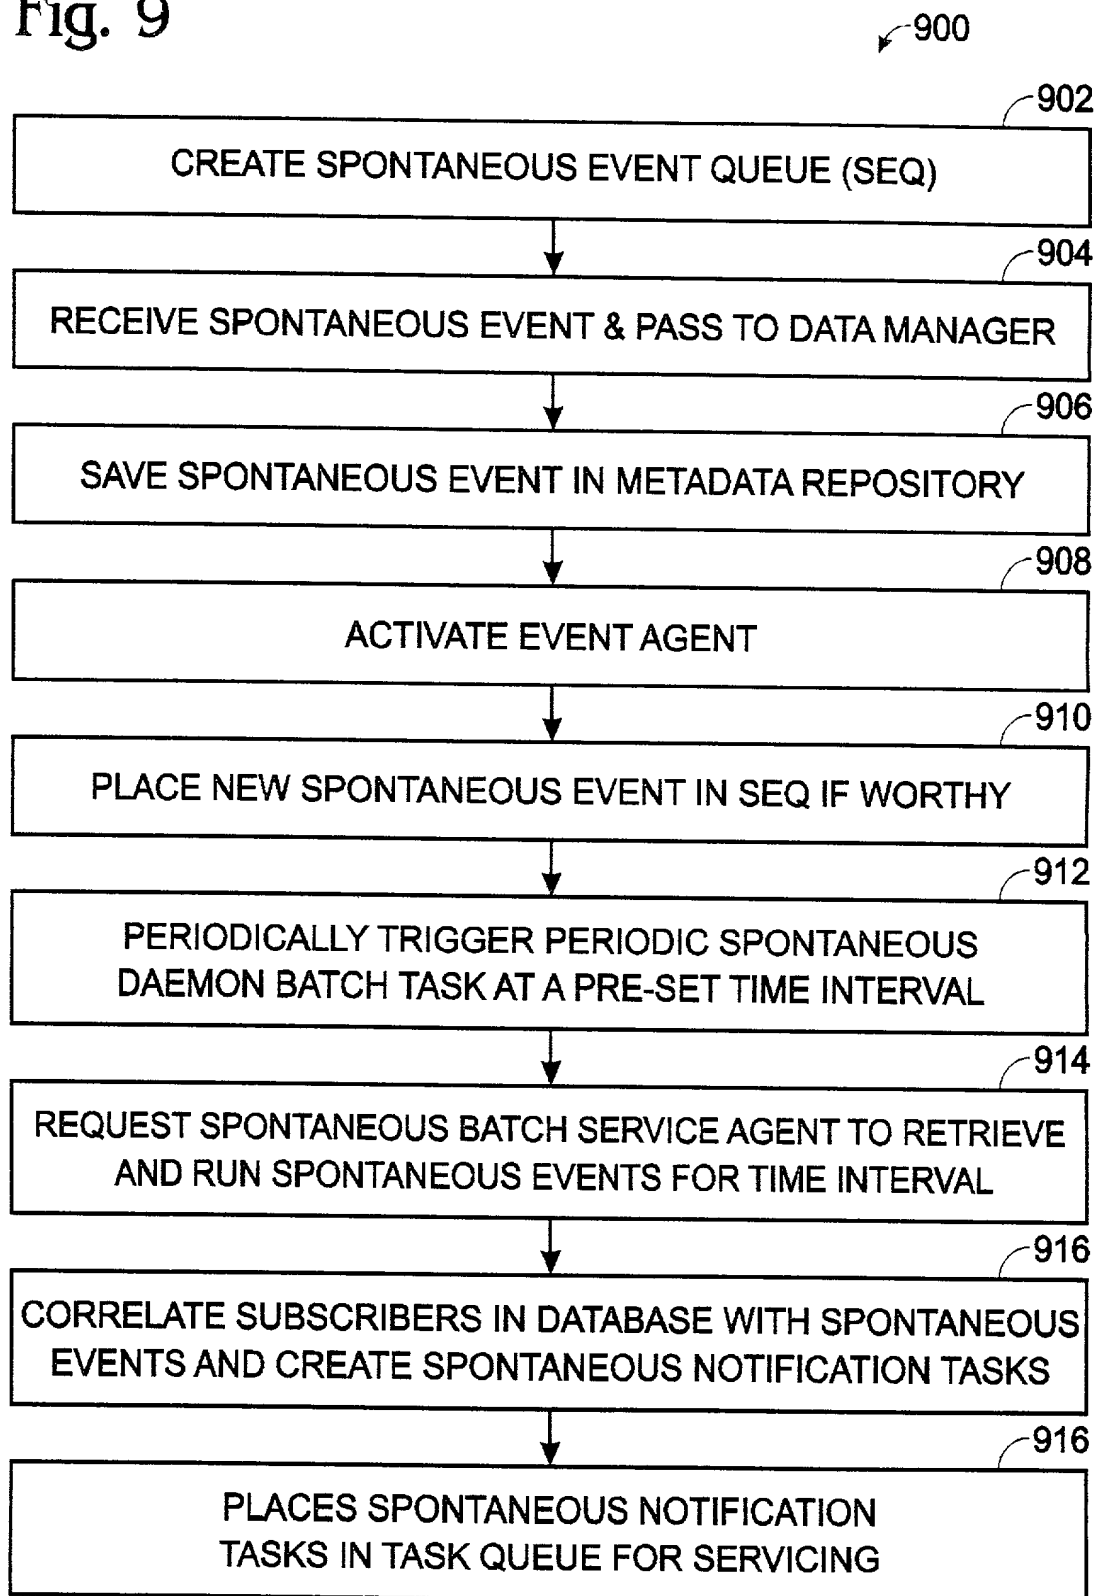 Fig. 9
900
902
CREATE SPONTANEOUS EVENT QUEUE (SEQ)
904
RECEIVE SPONTANEOUS EVENT & PASS TO DATA MANAGER
906
SAVE SPONTANEOUS EVENT IN METADATA REPOSITORY
908
ACTIVATE EVENT AGENT
910
PLACE NEW SPONTANEOUS EVENT IN SEQ IF WORTHY
912
PERIODICALLY TRIGGER PERIODIC SPONTANEOUS
DAEMON BATCH TASK AT A PRE-SET TIME INTERVAL
914
REQUEST SPONTANEOUS BATCH SERVICE AGENT TO RETRIEVE
AND RUN SPONTANEOUS EVENTS FOR TIME INTERVAL
916
CORRELATE SUBSCRIBERS IN DATABASE WITH SPONTANEOUS
EVENTS AND CREATE SPONTANEOUS NOTIFICATION TASKS
916
PLACES SPONTANEOUS NOTIFICATION
TASKS IN TASK QUEUE FOR SERVICING